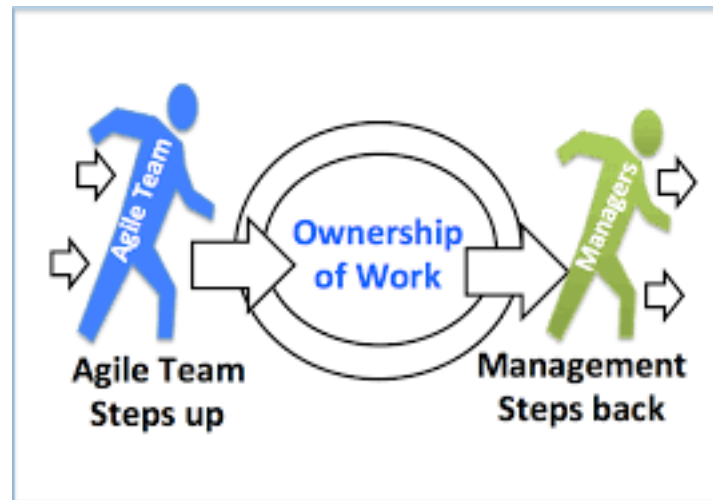 Agile Team
Ownership
of Work
Managers
Agile Team
Steps up
Management
Steps back